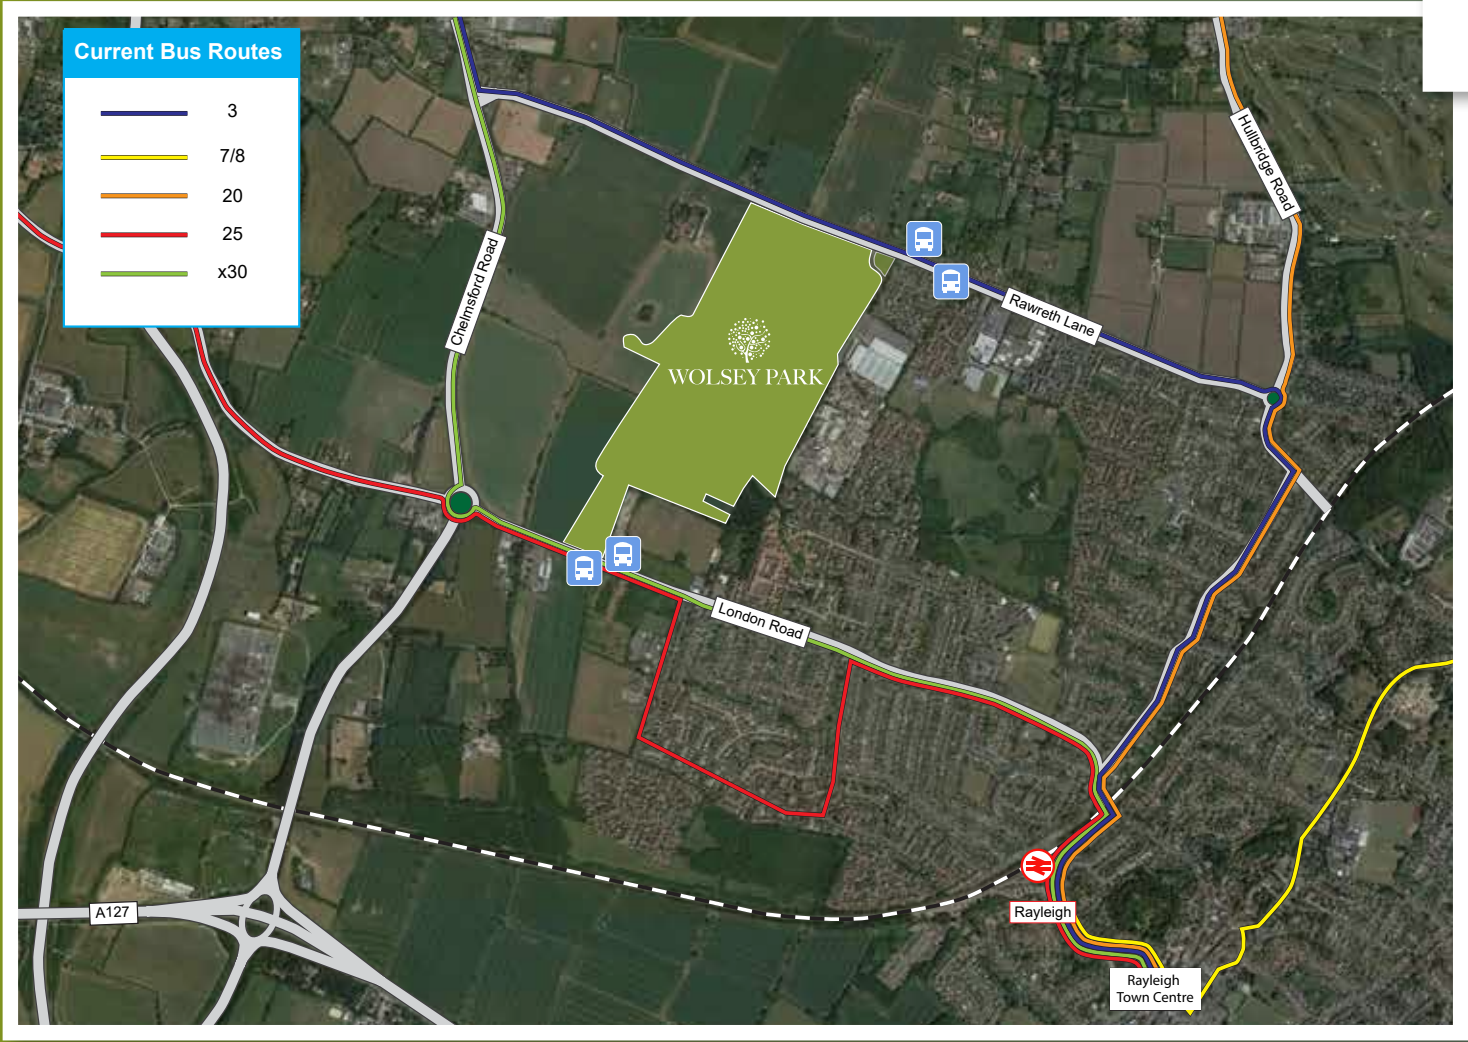 Current Bus Routes
3
7/8
20
25
x30
Hullbridge Road
Chelmsford Road
Rawreth Lane
WOLSEY PARK
London Road
A127
Rayleigh
Rayleigh
Town Centre